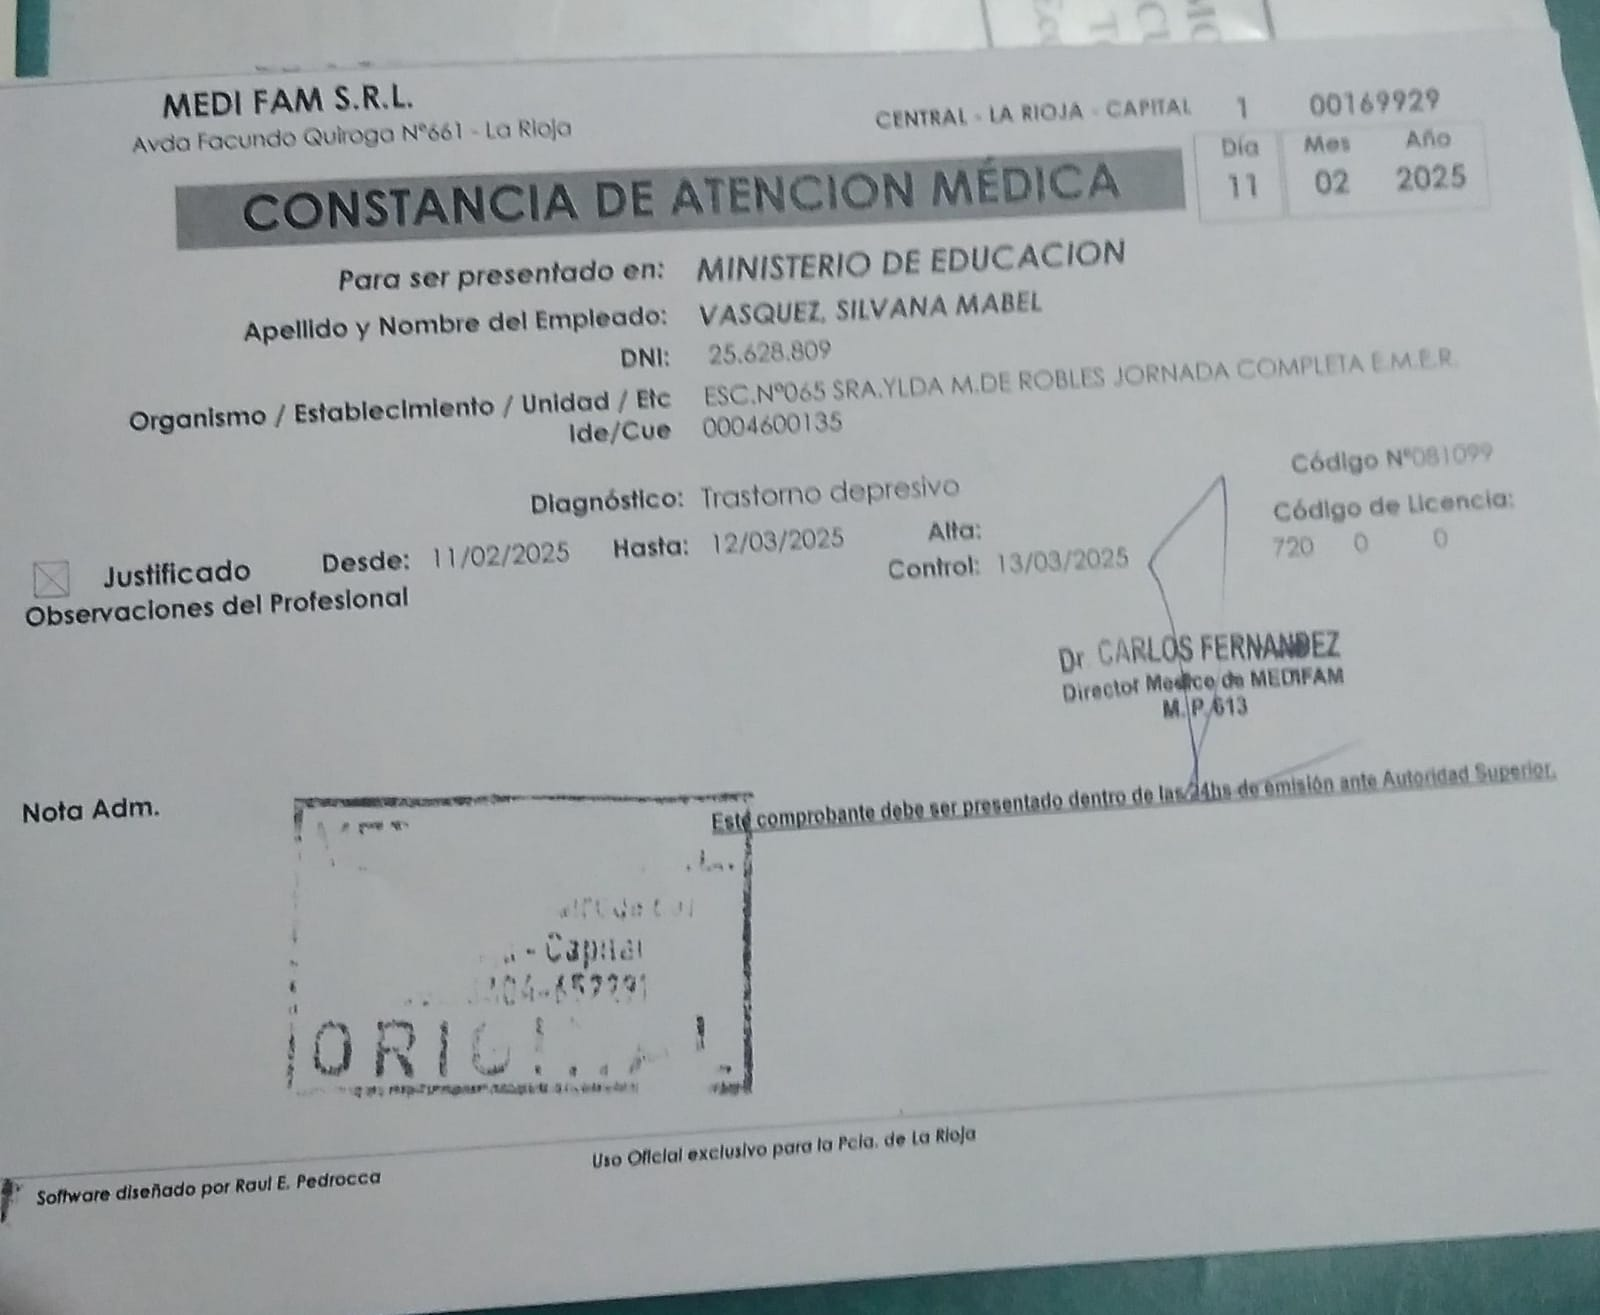 MEDI FAM S.R.L.
Avda Facundo Quiroga Nº661 - La Rioja
CENTRAL - LA RIOJA - CAPITAL 1 00169929
Día Mes Año
11 02 2025
CONSTANCIA DE ATENCION MÉDICA
Para ser presentado en: MINISTERIO DE EDUCACION
Apellido y Nombre del Empleado: VASQUEZ, SILVANA MABEL
DNI: 25.628.809
Organismo / Establecimiento / Unidad / Etc ESC.Nº065 SRA.YLDA M.DE ROBLES JORNADA COMPLETA E.M.E.R.
Ide/Cue 0004600135
Código Nº081099
Diagnóstico: Trastorno depresivo
Código de Licencia:
720 0 0
Justificado Desde: 11/02/2025 Hasta: 12/03/2025 Alta:
Control: 13/03/2025
Observaciones del Profesional
Dr. CARLOS FERNANDEZ
Director Medico de MEDIFAM
M. P. 613
Nota Adm.
Este comprobante debe ser presentado dentro de las 24hs de emisión ante Autoridad Superior.
- Capital
Uso Oficial exclusivo para la Pcia. de La Rioja
Software diseñado por Raul E. Pedrocca